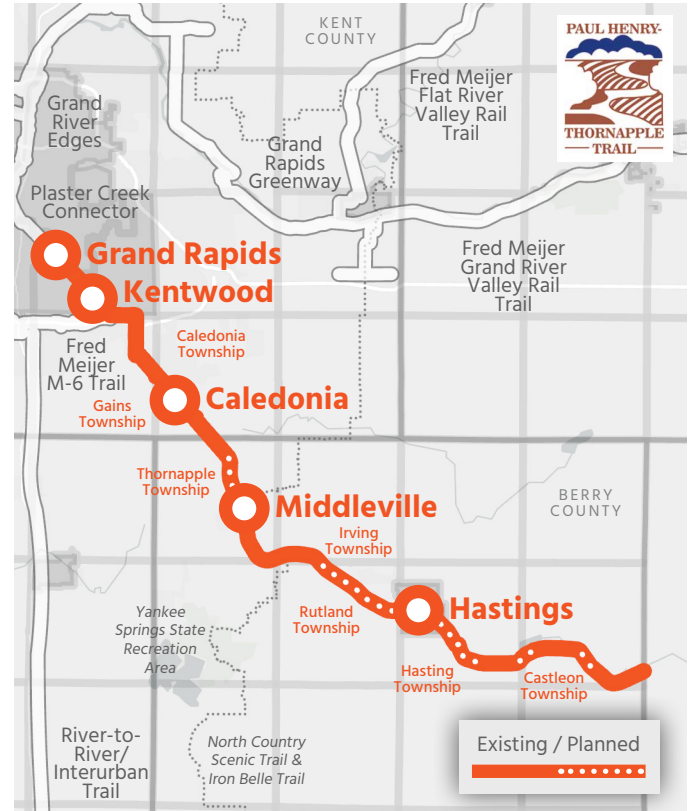 KENT
COUNTY
PAUL HENRY-
THORNAPPLE
TRAIL
Fred Meijer
Flat River
Valley Rail
Trail
Grand
River
Edges
Grand
Rapids
Greenway
Plaster Creek
Connector
Grand Rapids
Kentwood
Fred Meijer
Grand River
Valley Rail
Trail
Caledonia
Township
Fred
Meijer
M-6 Trail
Caledonia
Gains
Township
Thornapple
Township
Middleville
BERRY
COUNTY
Irving
Township
Hastings
Rutland
Township
Yankee
Springs State
Recreation
Area
Hasting
Township
Castleon
Township
River-to-
River/
Interurban
Trail
North Country
Scenic Trail &
Iron Belle Trail
Existing / Planned